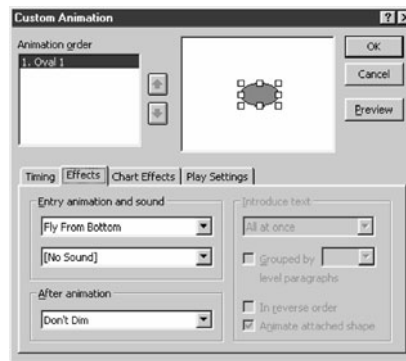 Custom Animation
Animation order
1. Oval 1
OK
Cancel
Preview
Timing Effects Chart Effects Play Settings
Entry animation and sound
Fly From Bottom
[No Sound]
After animation
Don't Dim
Introduce text
All at once
Grouped by
level paragraphs
In reverse order
Animate attached shape